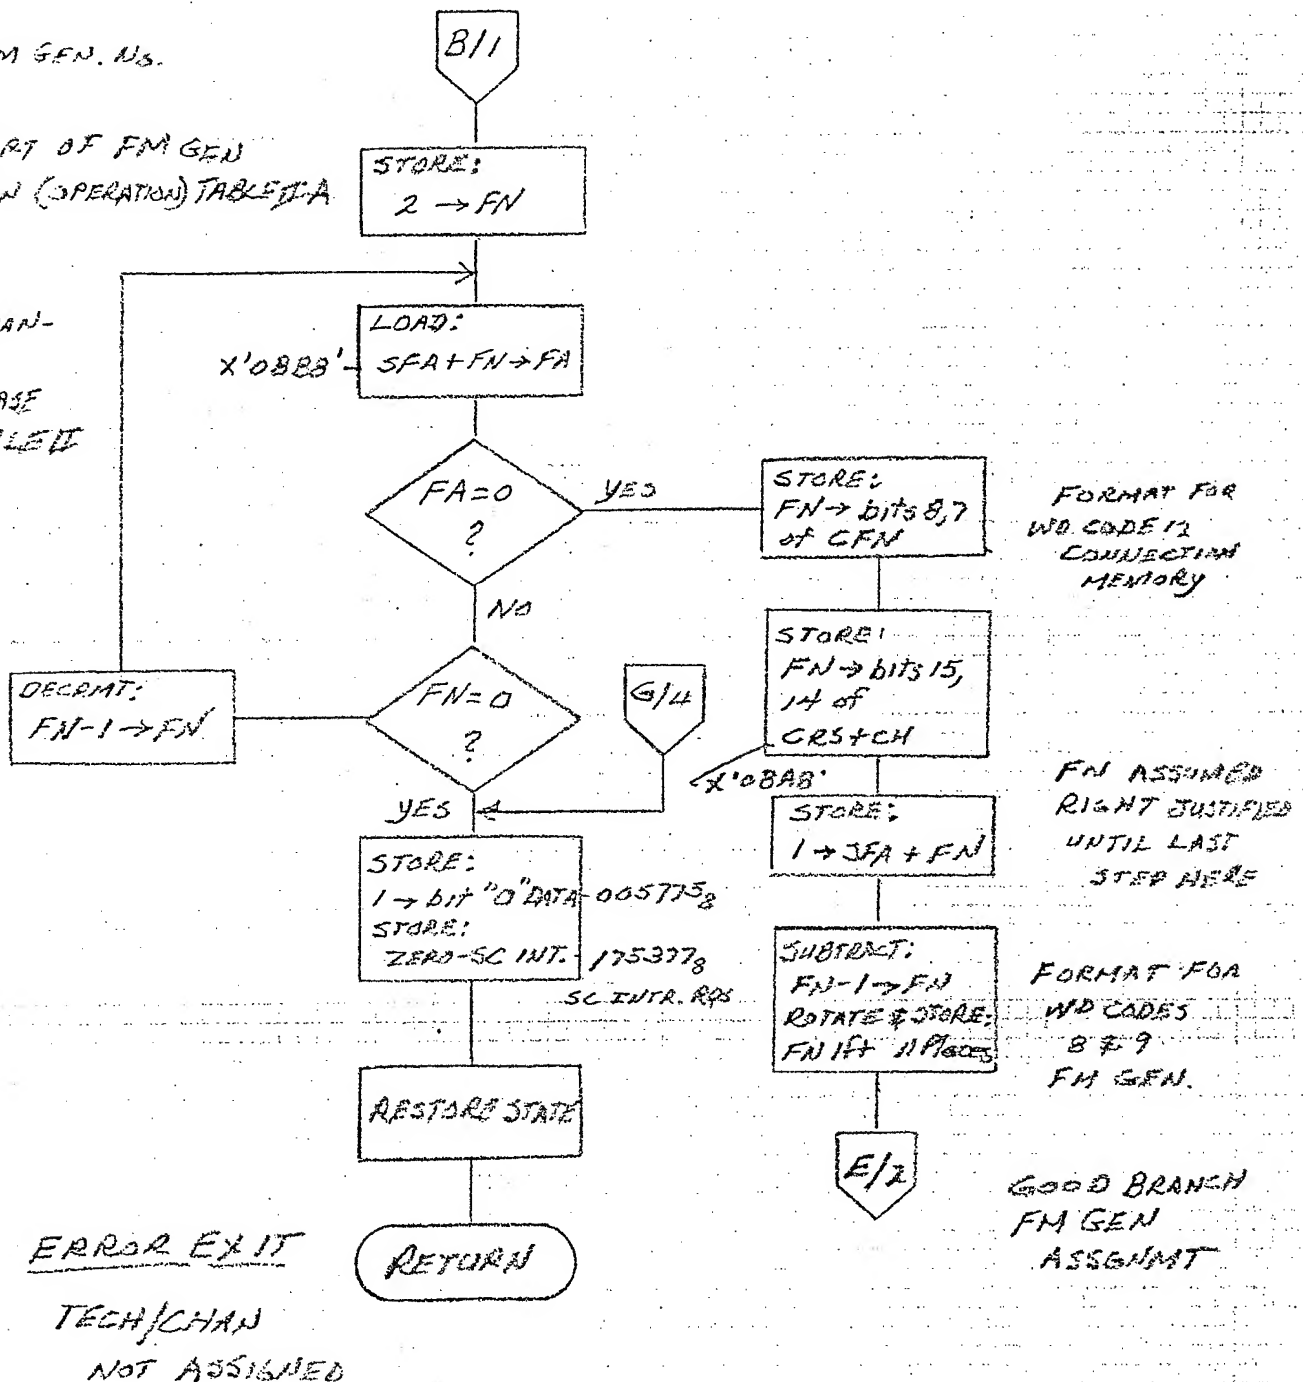 B/1
M GEN. NS.
RT OF FM GEN
N (OPERATION) TABLE II-A
STORE:
2 → FN
AN-
ASE
LE II
LOAD:
X'0BB8' - SFA + FN → FA
FA=0
?
YES
NO
STORE:
FN → bits 8,7
of CFN
FORMAT FOR
WD CODE 12
CONNECTION
MEMORY
STORE:
FN → bits 15,
14 of
CRS+CH
X'0BA8'
DECRMT:
FN-1 → FN
FN=0
?
G/4
YES
FN ASSUMED
RIGHT JUSTIFIED
UNTIL LAST
STEP HERE
STORE:
1 → SFA + FN
STORE:
1 → bit "0" DATA-005775₈
STORE:
ZERO-SC INT.-175377₈
SC INTR. RQS
SUBTRACT:
FN-1 → FN
ROTATE & STORE:
FN lft 11 Places
FORMAT FOR
WD CODES
8 & 9
FM GEN.
RESTORE STATE
E/2
GOOD BRANCH
FM GEN
ASSGNMT
ERROR EXIT
RETURN
TECH/CHAN
NOT ASSIGNED